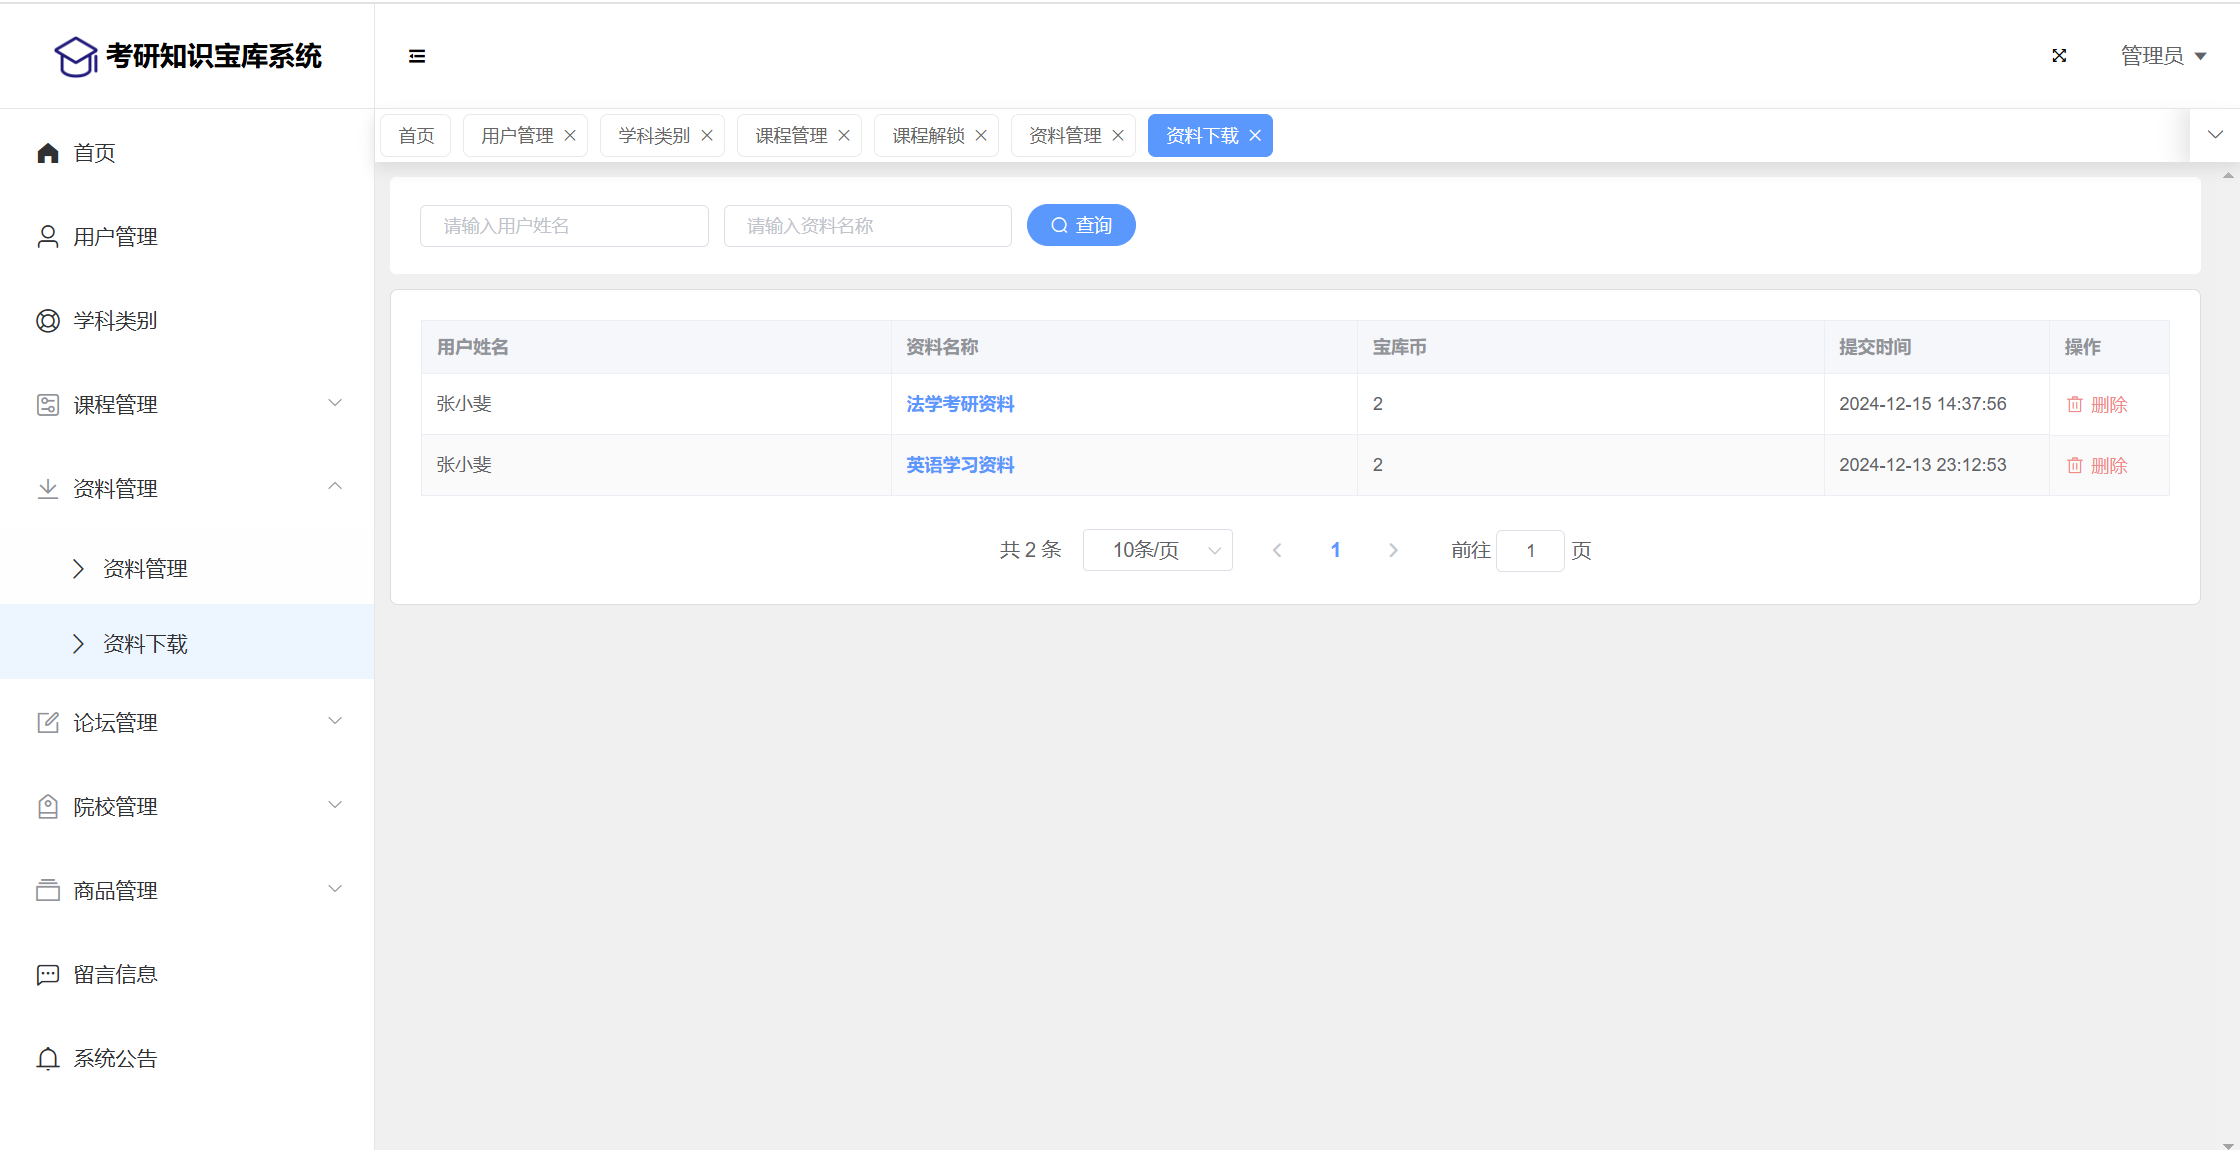 考研知识宝库系统
管理员
首页
用户管理
学科类别
课程管理
资料管理
资料管理
资料下载
论坛管理
院校管理
商品管理
留言信息
系统公告
首页 用户管理 学科类别 课程管理 课程解锁 资料管理 资料下载
请输入用户姓名 请输入资料名称 查询
用户姓名 资料名称 宝库币 提交时间 操作
张小斐 法学考研资料 2 2024-12-15 14:37:56 删除
张小斐 英语学习资料 2 2024-12-13 23:12:53 删除
共 2 条 10条/页 1 前往 1 页